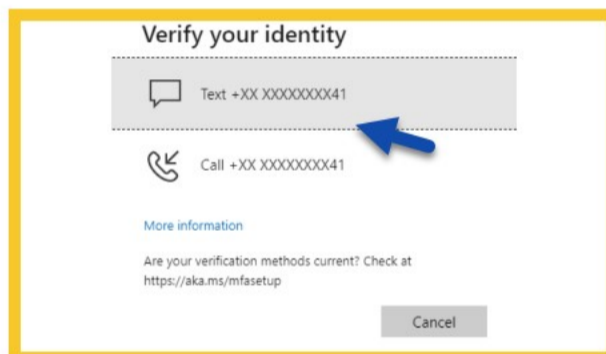 Verify your identity
Text +XX XXXXXXXX41
Call +XX XXXXXXXX41
More information
Are your verification methods current? Check at
https://aka.ms/mfasetup
Cancel